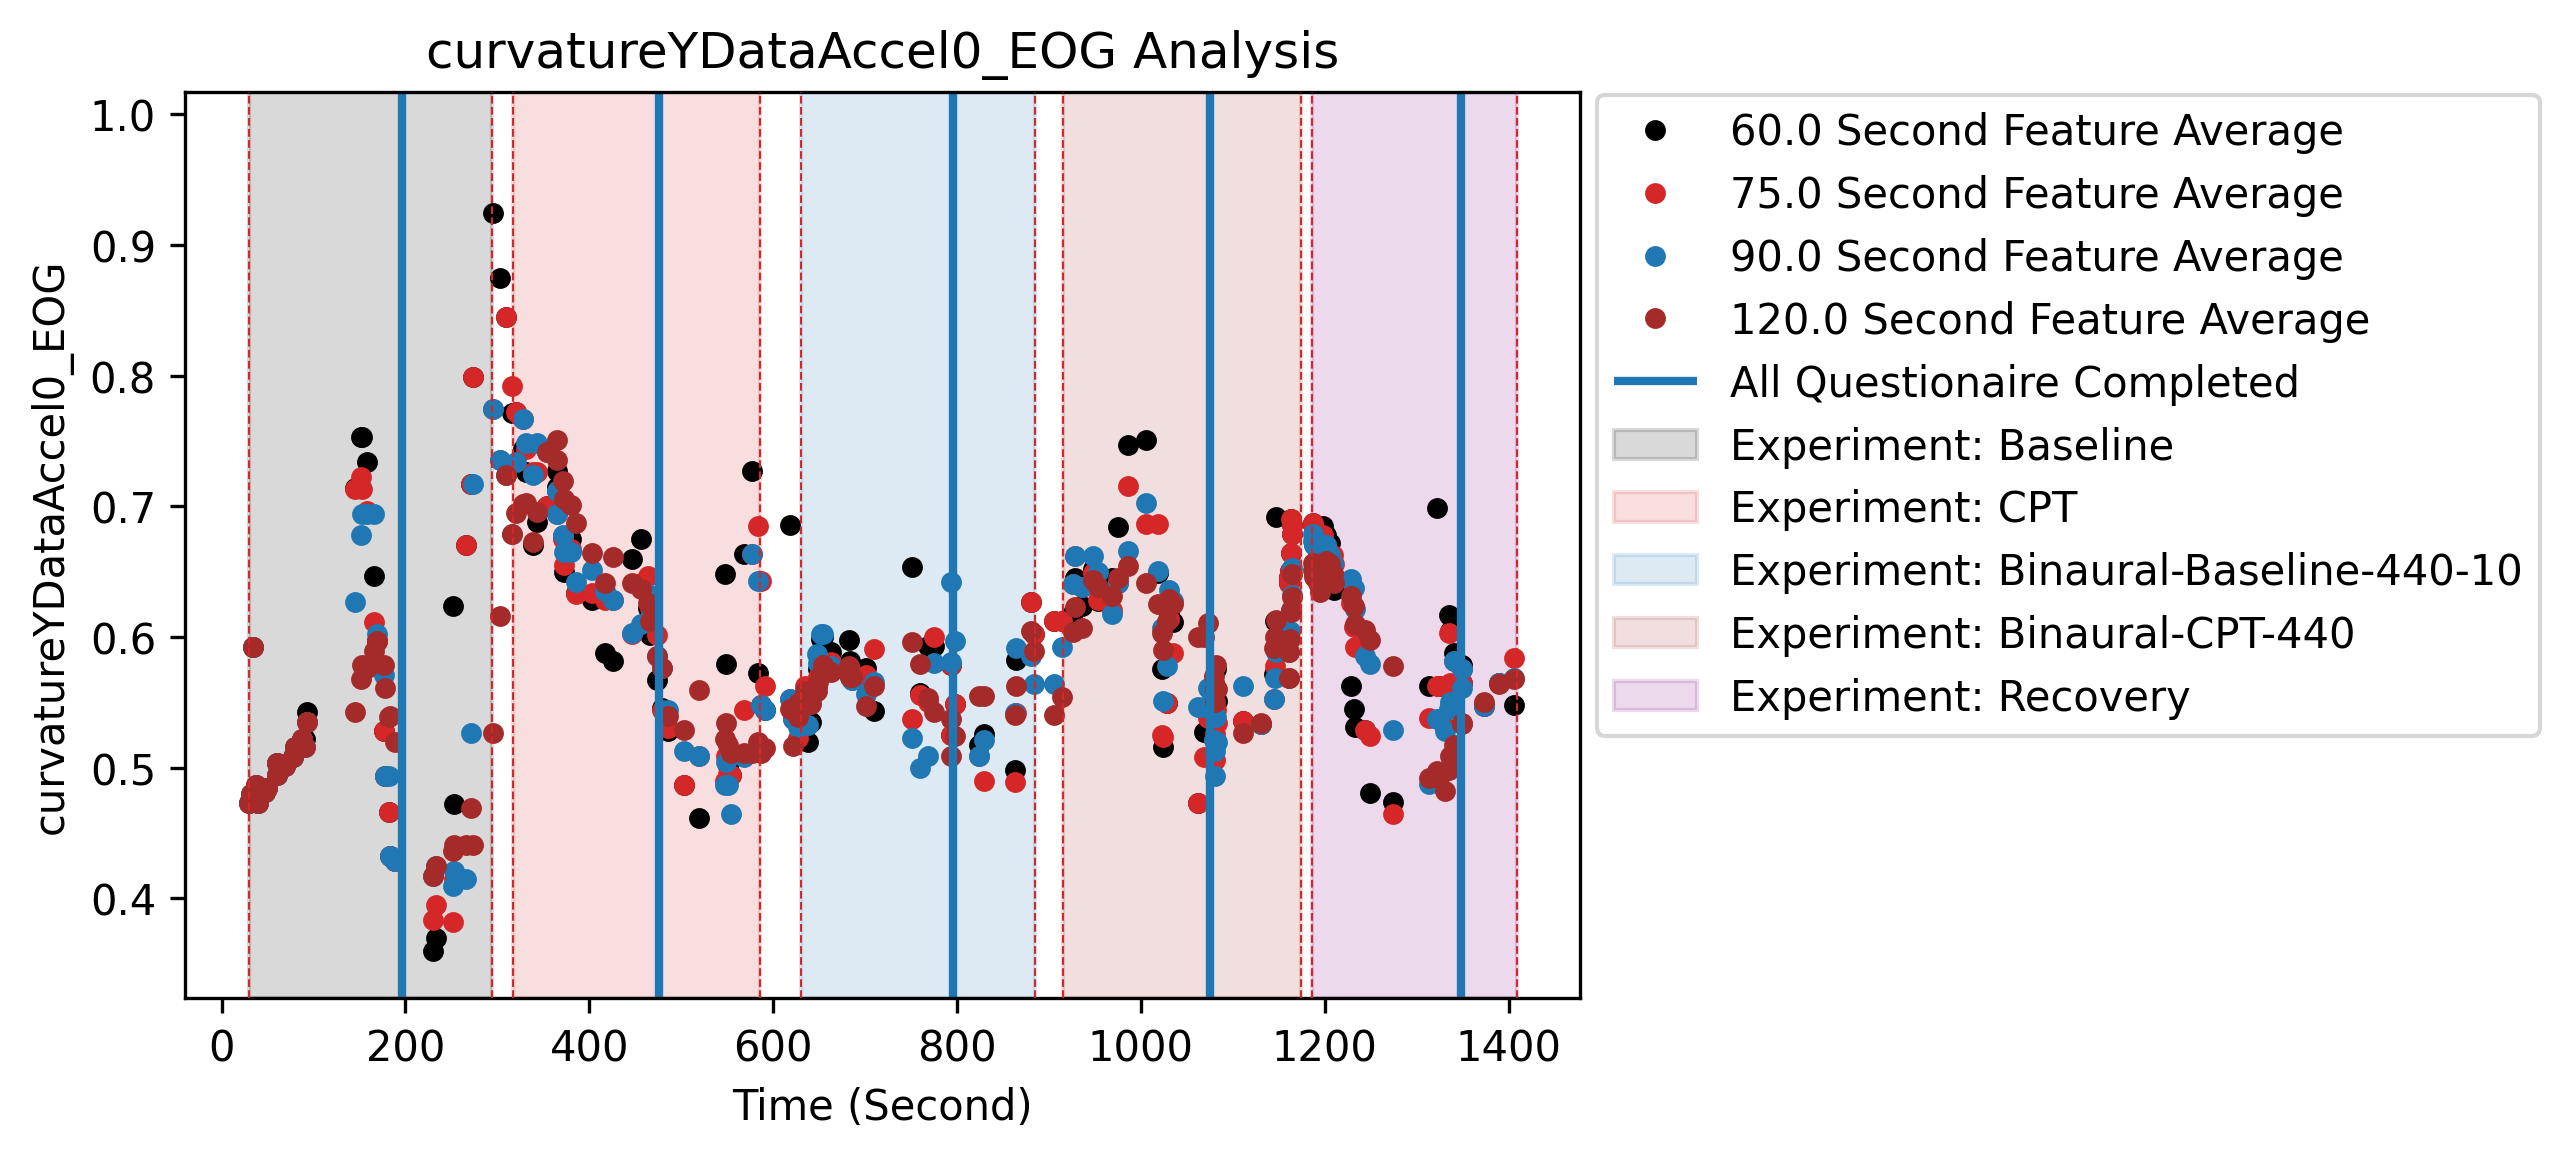 curvatureYDataAccel0_EOG Analysis
curvatureYDataAccel0_EOG
1.0
0.9
0.8
0.7
0.6
0.5
0.4
0 200 400 600 800 1000 1200 1400
Time (Second)
60.0 Second Feature Average
75.0 Second Feature Average
90.0 Second Feature Average
120.0 Second Feature Average
All Questionaire Completed
Experiment: Baseline
Experiment: CPT
Experiment: Binaural-Baseline-440-10
Experiment: Binaural-CPT-440
Experiment: Recovery